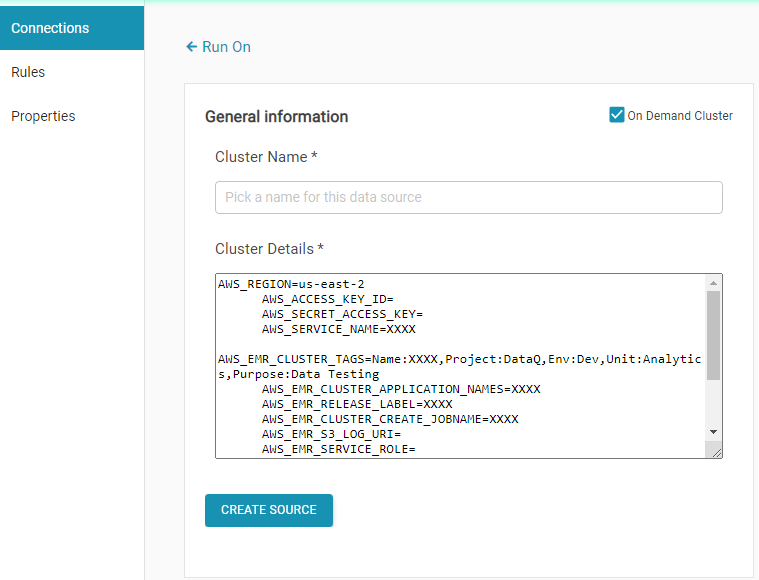 Connections
Rules
Properties
← Run On
General information
On Demand Cluster
Cluster Name *
Pick a name for this data source
Cluster Details *
AWS_REGION=us-east-2
AWS_ACCESS_KEY_ID=
AWS_SECRET_ACCESS_KEY=
AWS_SERVICE_NAME=XXXX
AWS_EMR_CLUSTER_TAGS=Name:XXXX,Project:DataQ,Env:Dev,Unit:Analytic
s,Purpose:Data Testing
AWS_EMR_CLUSTER_APPLICATION_NAMES=XXXX
AWS_EMR_RELEASE_LABEL=XXXX
AWS_EMR_CLUSTER_CREATE_JOBNAME=XXXX
AWS_EMR_S3_LOG_URI=
AWS_EMR_SERVICE_ROLE=
CREATE SOURCE